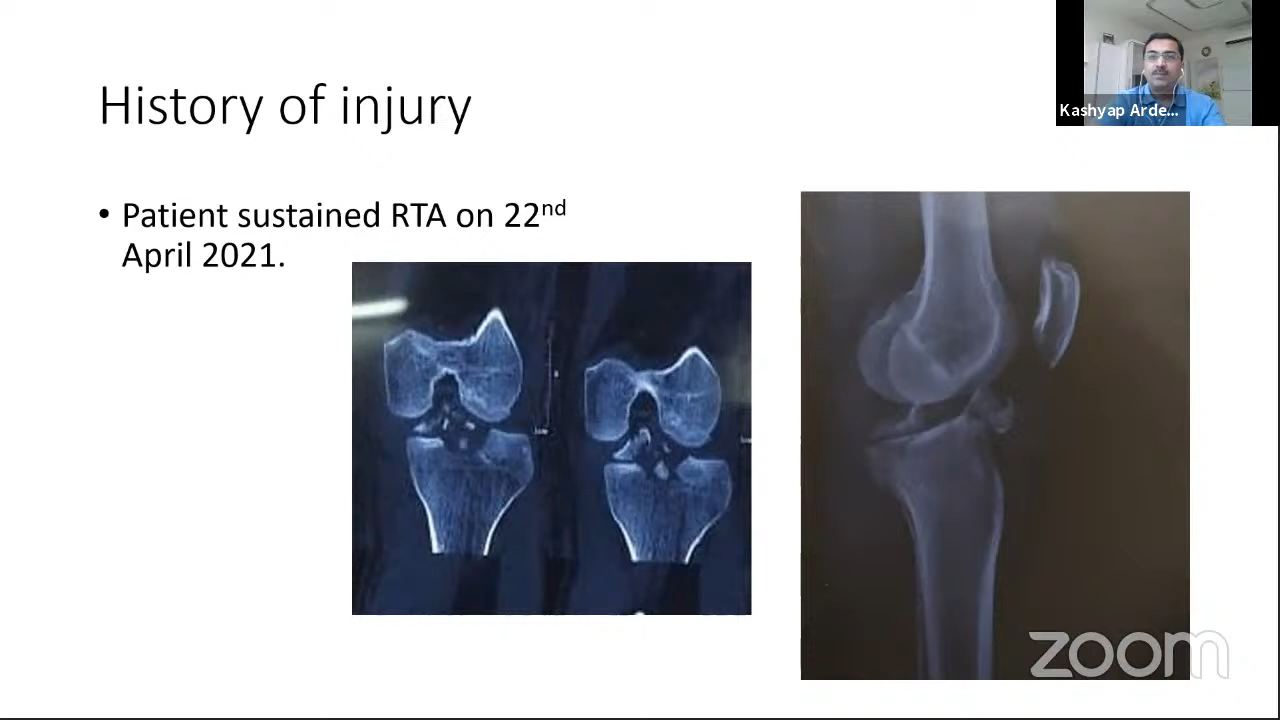 Kashyap Arde...
History of injury
• Patient sustained RTA on 22nd
April 2021.
zoom